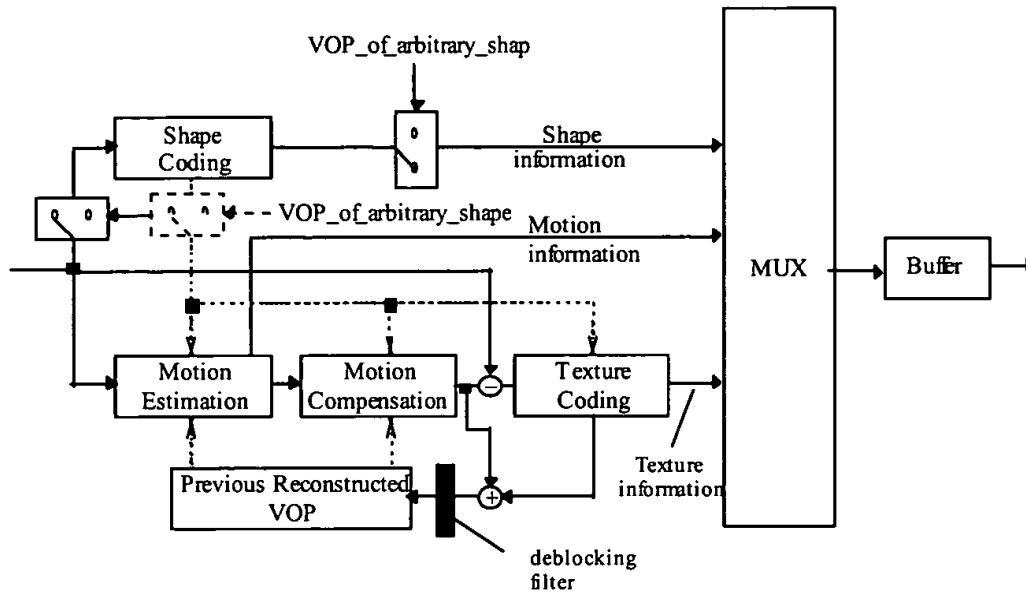 VOP_of_arbitrary_shap
Shape
Coding
Shape
information
VOP_of_arbitrary_shape
Motion
information
MUX
Buffer
Motion
Estimation
Motion
Compensation
Texture
Coding
Texture
information
Previous Reconstructed
VOP
deblocking
filter